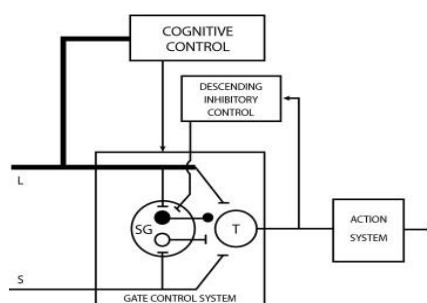 COGNITIVE
CONTROL
DESCENDING
INHIBITORY
CONTROL
L
SG
T
ACTION
SYSTEM
S
GATE CONTROL SYSTEM